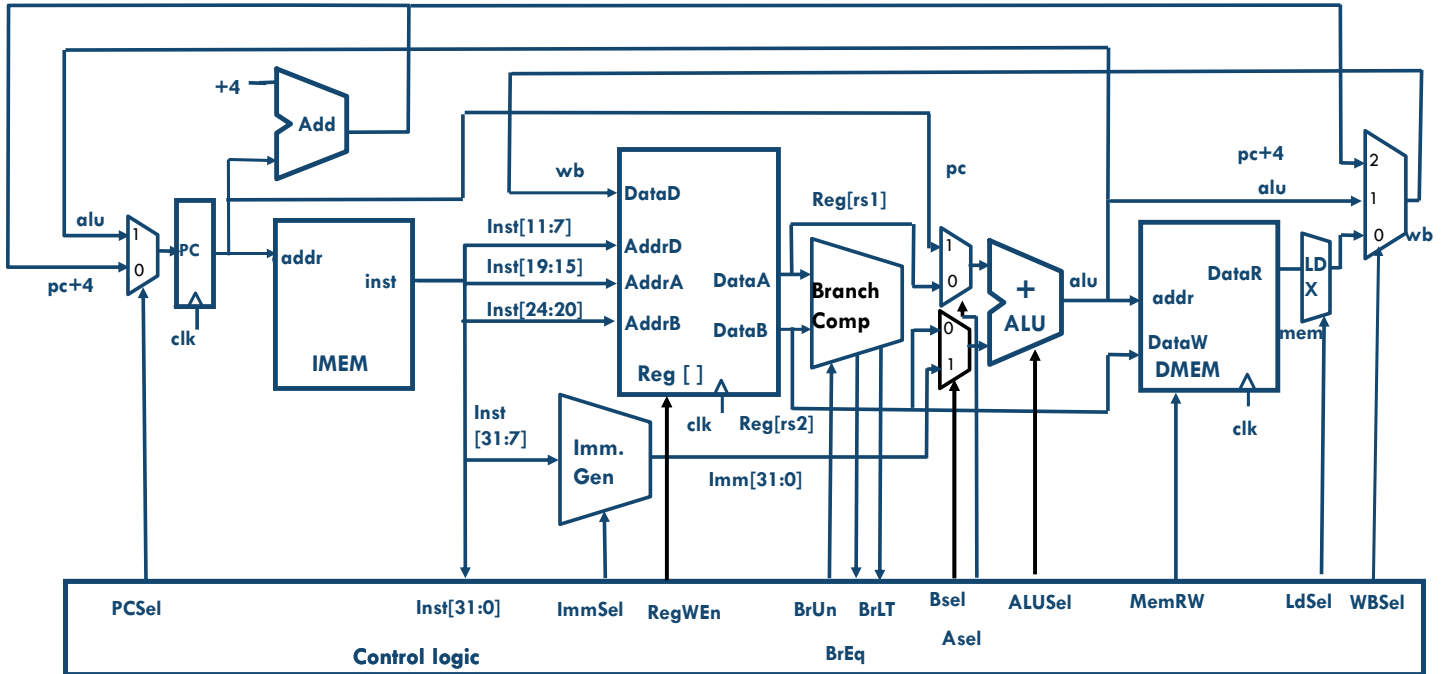 +4
Add
wb
DataD
pc
pc+4
2
Reg[rs1]
alu
1
alu
1
Inst[11:7]
AddrD
1
0
wb
PC
addr
Inst[19:15]
AddrA
DataA
Branch
Comp
0
+
ALU
alu
DataR
LD
X
0
inst
pc+4
Inst[24:20]
AddrB
DataB
0
addr
mem
clk
DataW
IMEM
Reg [ ]
1
DMEM
Inst
[31:7]
clk
Reg[rs2]
clk
Imm.
Gen
Imm[31:0]
PCSel
Inst[31:0]
ImmSel
RegWEn
BrUn
BrLT
Bsel
ALUSel
MemRW
LdSel
WBSel
Asel
BrEq
Control logic